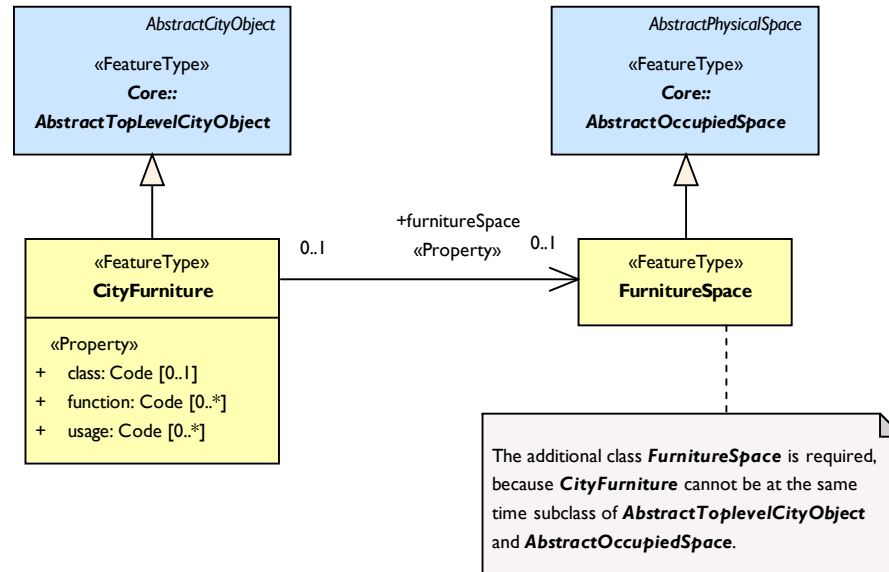 AbstractCityObject
«FeatureType»
Core::
AbstractTopLevelCityObject
AbstractPhysicalSpace
«FeatureType»
Core::
AbstractOccupiedSpace
+furnitureSpace
0..1
«Property»
0..1
«FeatureType»
CityFurniture
«Property»
+ class: Code [0..1]
+ function: Code [0..*]
+ usage: Code [0..*]
«FeatureType»
FurnitureSpace
The additional class FurnitureSpace is required,
because CityFurniture cannot be at the same
time subclass of AbstractToplevelCityObject
and AbstractOccupiedSpace.